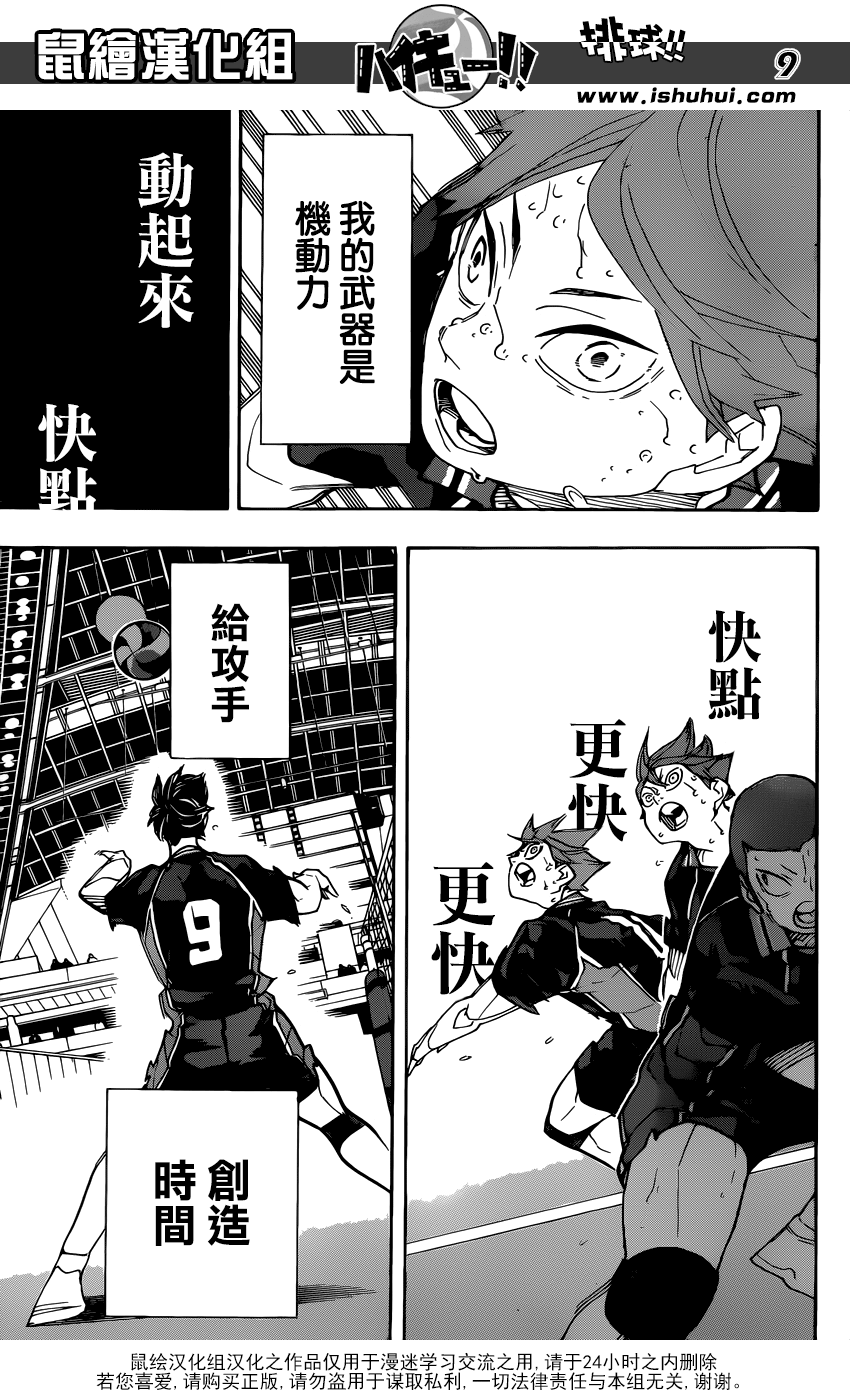 鼠繪漢化組
ハイキュー!!
排球!!
9
www.ishuhui.com
我的武器是
機動力
動起來
快點
快點
更快
更快
給攻手
9
創造
時間
鼠绘汉化组汉化之作品仅用于漫迷学习交流之用,请于24小时之内删除
若您喜爱,请购买正版,请勿盗用于谋取私利,一切法律责任与本组无关,谢谢。